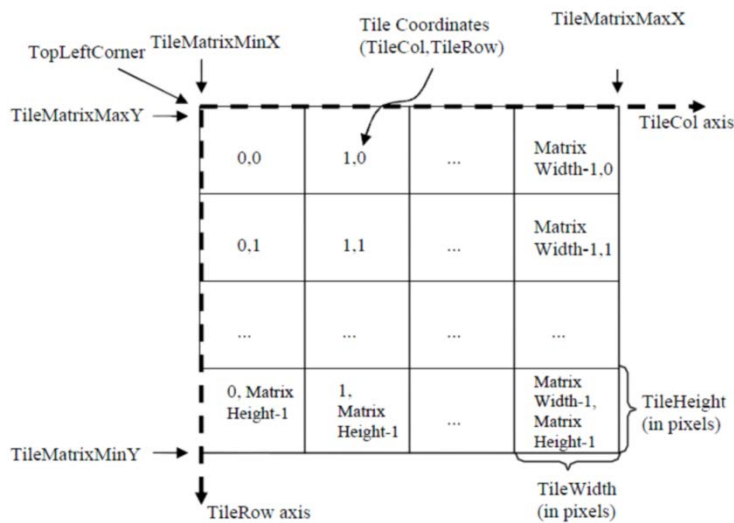 TileMatrixMinX
Tile Coordinates
(TileCol,TileRow)
TileMatrixMaxX
TopLeftCorner
TileMatrixMaxY
TileCol axis
0,0
1,0
...
Matrix
Width-1,0
0,1
1,1
...
Matrix
Width-1,1
...
...
...
...
0, Matrix
Height-1
1,
Matrix
Height-1
...
Matrix
Width-1,
Matrix
Height-1
TileHeight
(in pixels)
TileMatrixMinY
TileWidth
(in pixels)
TileRow axis